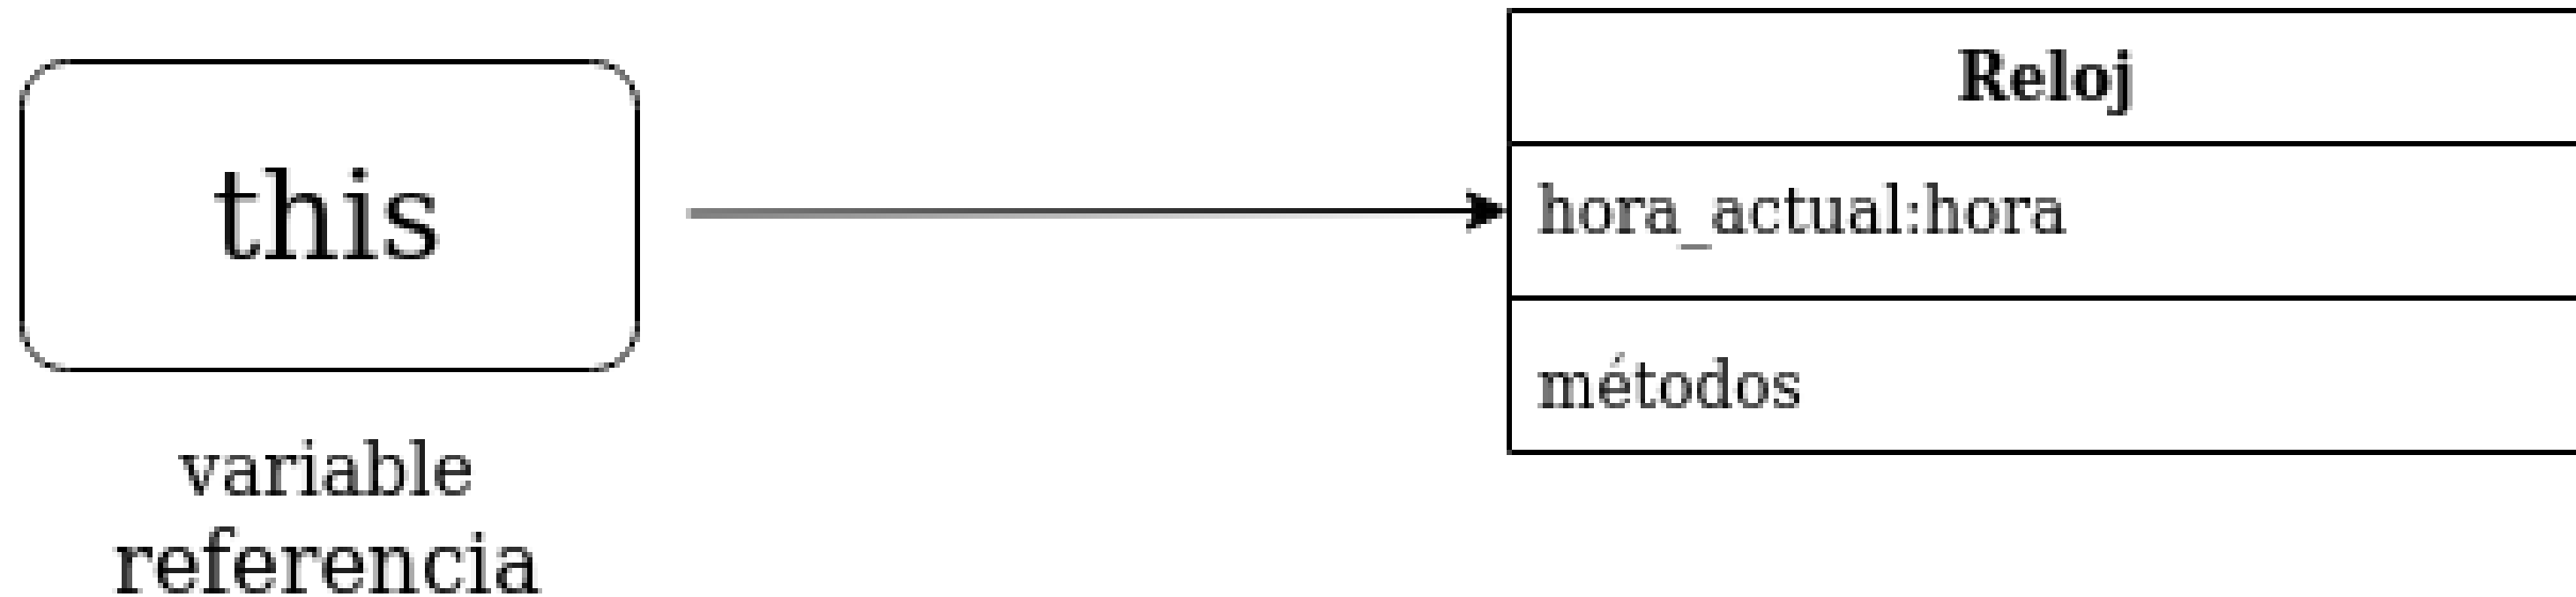 this
variable
referencia
Reloj
hora_actual:hora
métodos